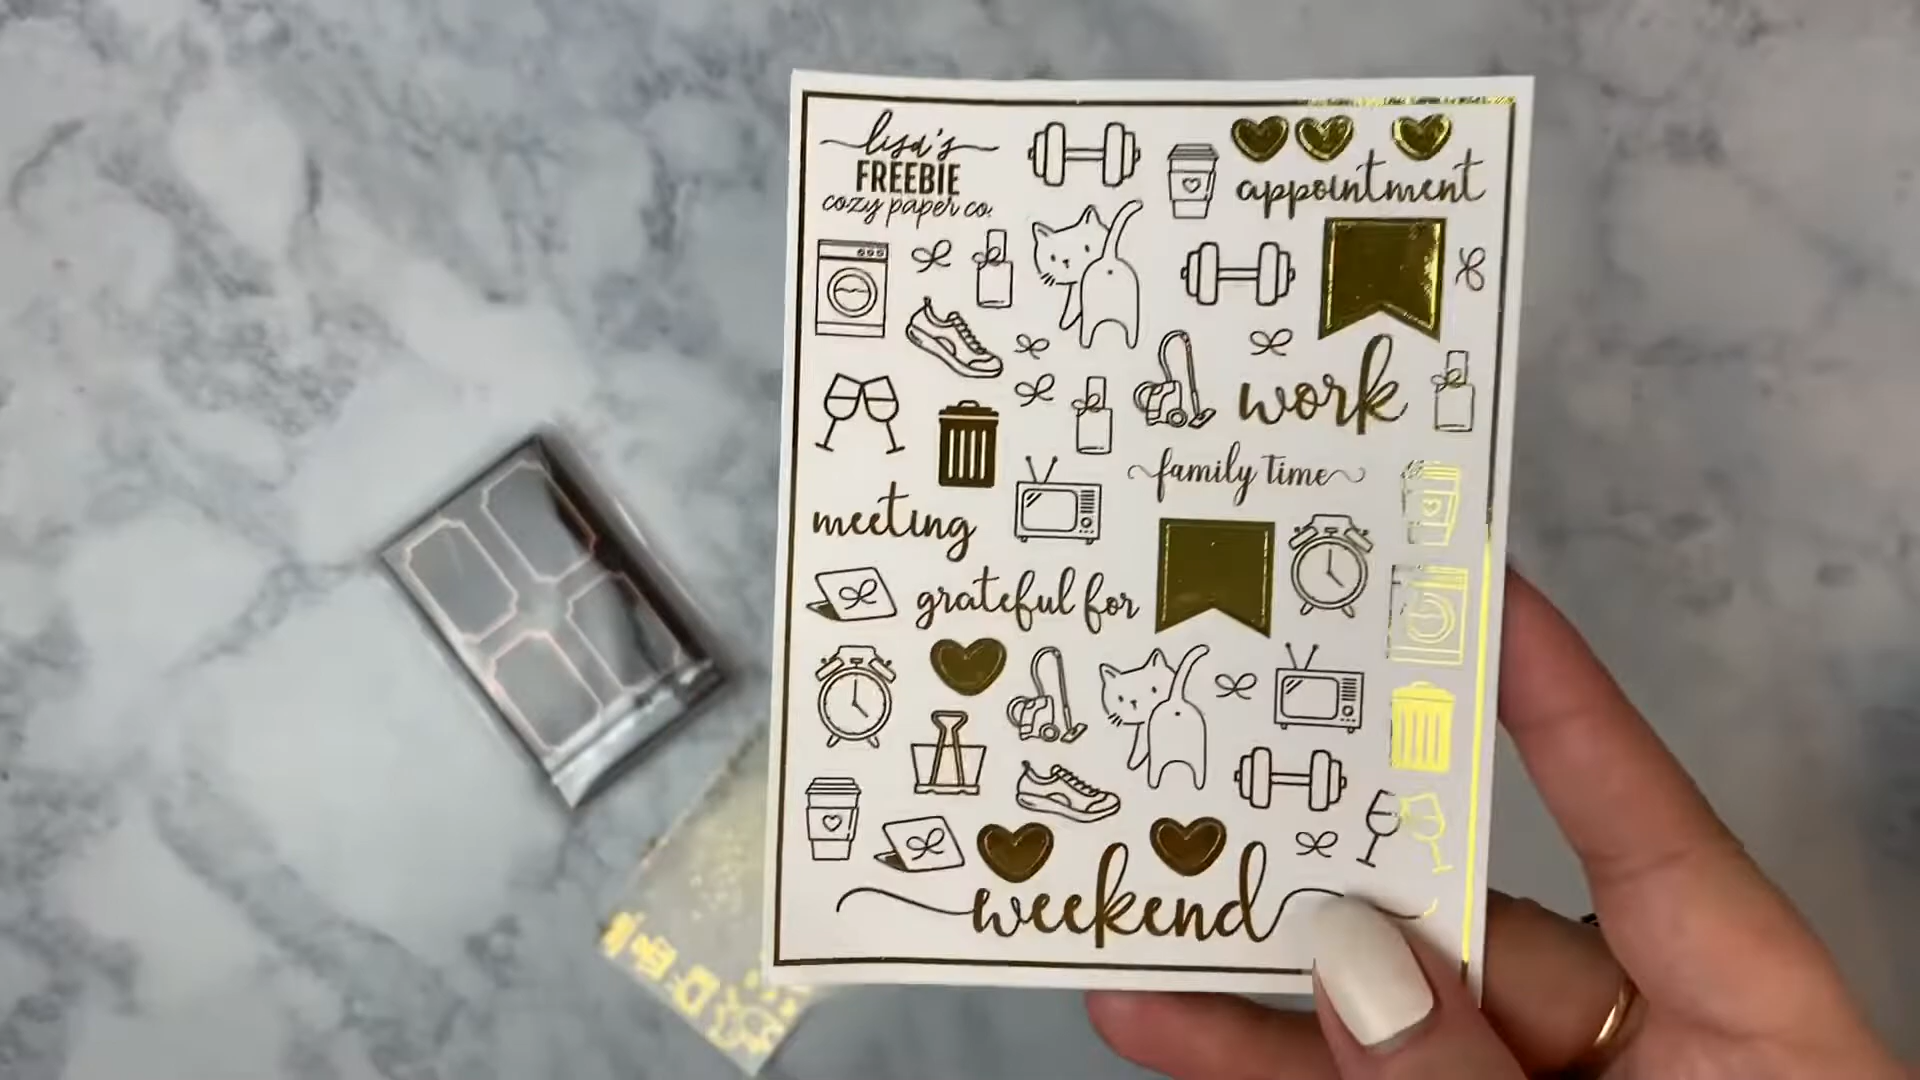 lisa's
FREEBIE
cozy paper co.
appointment
work
family time
meeting
grateful for
weekend